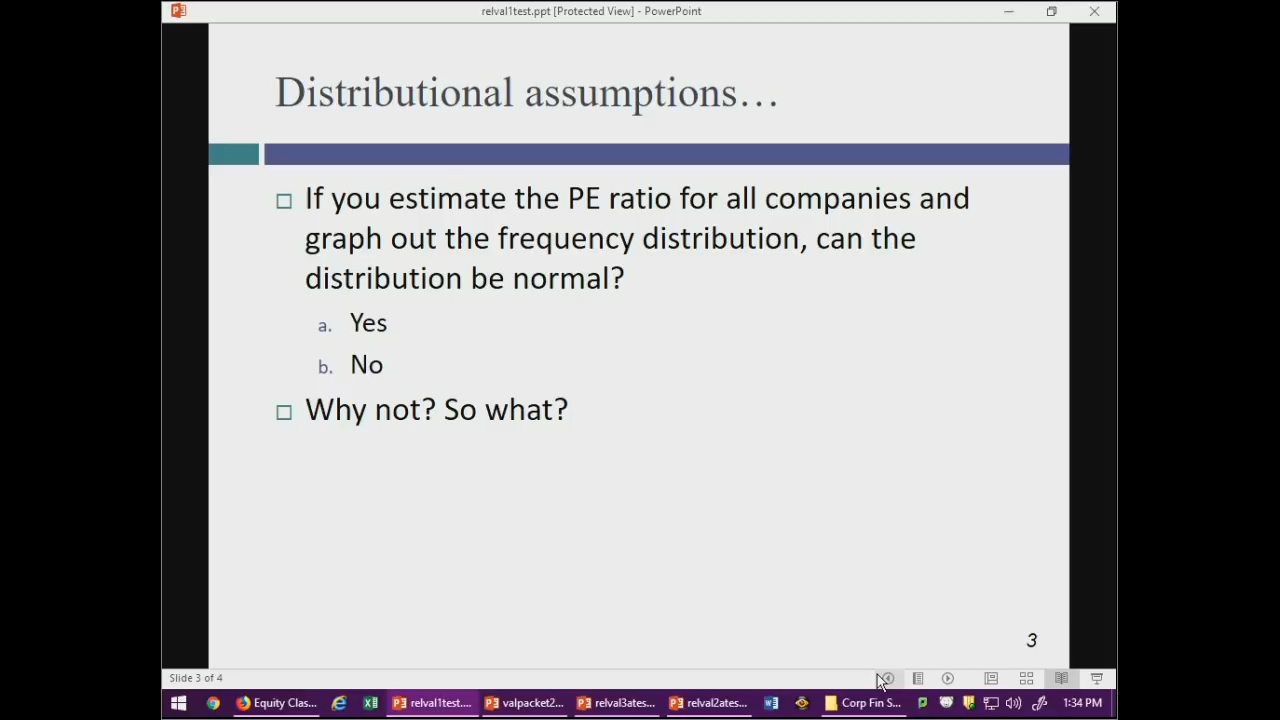 relval1test.ppt [Protected View] - PowerPoint
Distributional assumptions…
If you estimate the PE ratio for all companies and
graph out the frequency distribution, can the
distribution be normal?
a. Yes
b. No
Why not? So what?
3
Slide 3 of 4
Equity Clas...
relval1test....
valpacket2...
relval3ates...
relval2ates...
Corp Fin S...
1:34 PM